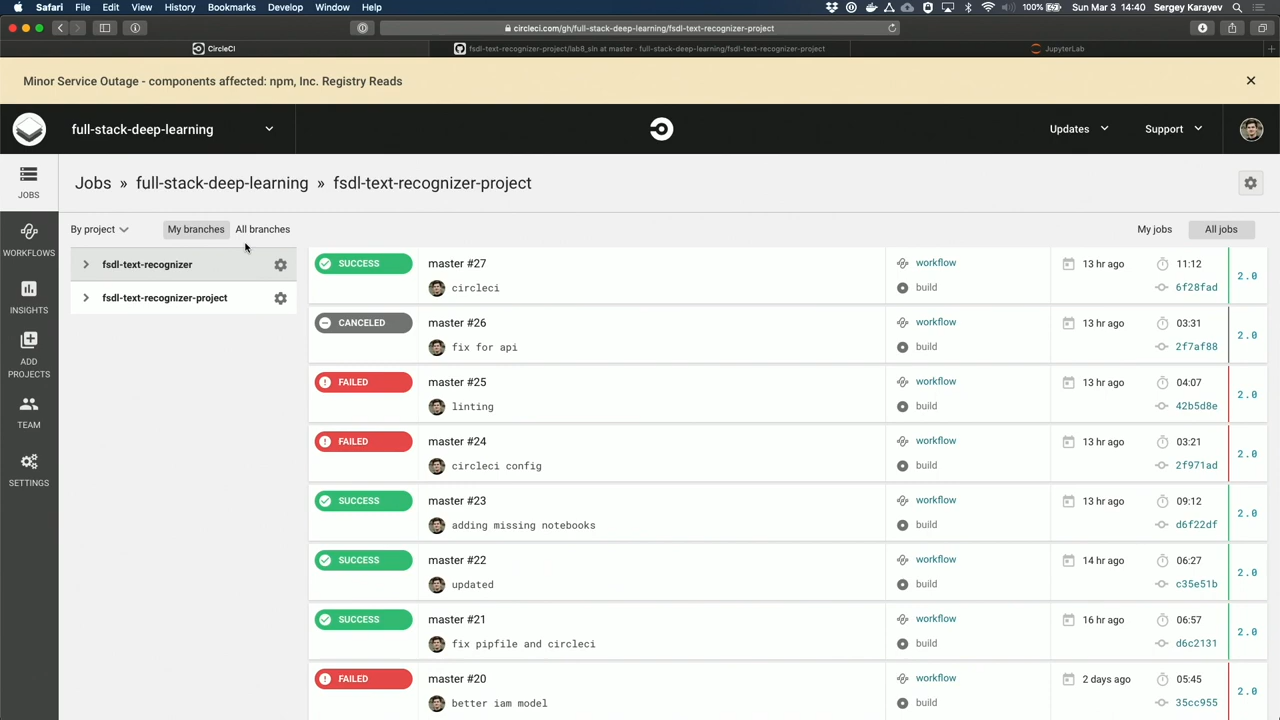 Safari File Edit View History Bookmarks Develop Window Help 100% Sun Mar 3 14:40 Sergey Karayev
circleci.com/gh/full-stack-deep-learning/fsdl-text-recognizer-project
CircleCI fsdl-text-recognizer-project/lab8_sln at master · full-stack-deep-learning/fsdl-text-recognizer-project JupyterLab
Minor Service Outage - components affected: npm, Inc. Registry Reads
full-stack-deep-learning Updates Support
Jobs » full-stack-deep-learning » fsdl-text-recognizer-project
JOBS
WORKFLOWS
INSIGHTS
ADD
PROJECTS
TEAM
SETTINGS
By project My branches All branches My jobs All jobs
fsdl-text-recognizer
fsdl-text-recognizer-project
SUCCESS master #27 workflow 13 hr ago 11:12 2.0
circleci build 6f28fad
CANCELED master #26 workflow 13 hr ago 03:31 2.0
fix for api build 2f7af88
FAILED master #25 workflow 13 hr ago 04:07 2.0
linting build 42b5d8e
FAILED master #24 workflow 13 hr ago 03:21 2.0
circleci config build 2f971ad
SUCCESS master #23 workflow 13 hr ago 09:12 2.0
adding missing notebooks build d6f22df
SUCCESS master #22 workflow 14 hr ago 06:27 2.0
updated build c35e51b
SUCCESS master #21 workflow 16 hr ago 06:57 2.0
fix pipfile and circleci build d6c2131
FAILED master #20 workflow 2 days ago 05:45 2.0
better iam model build 35cc955